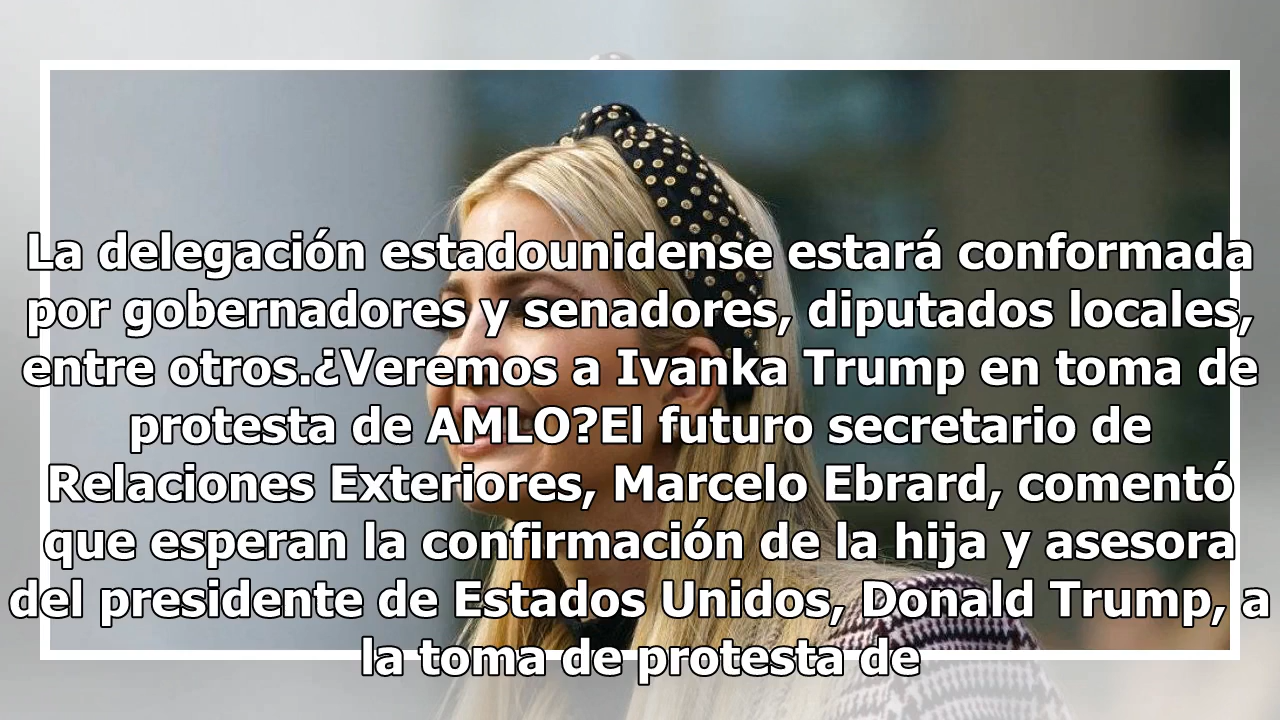 La delegación estadounidense estará conformada
por gobernadores y senadores, diputados locales,
entre otros.¿Veremos a Ivanka Trump en toma de
protesta de AMLO?El futuro secretario de
Relaciones Exteriores, Marcelo Ebrard, comentó
que esperan la confirmación de la hija y asesora
del presidente de Estados Unidos, Donald Trump, a
la toma de protesta de